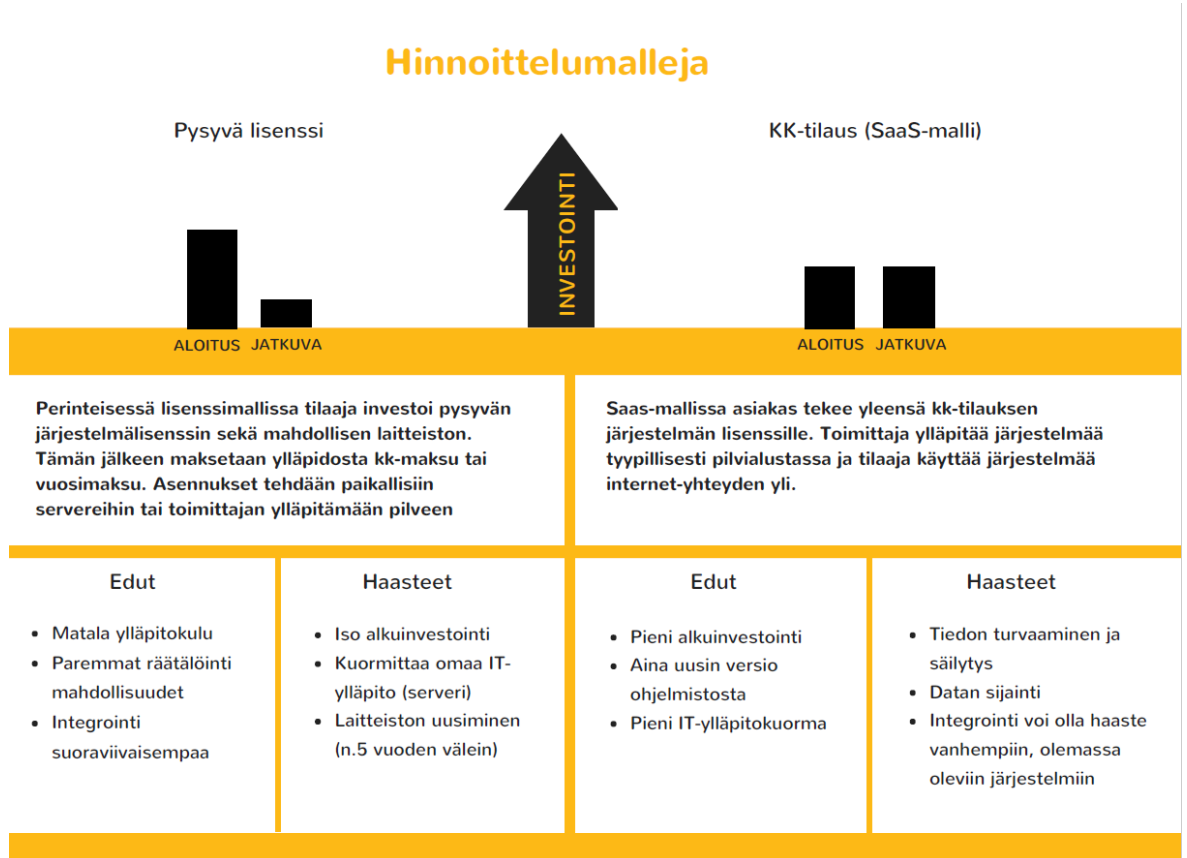 Hinnoittelumalleja
Pysyvä lisenssi
KK-tilaus (SaaS-malli)
INVESTOINTI
ALOITUS JATKUVA
ALOITUS JATKUVA
Perinteisessä lisenssimallissa tilaaja investoi pysyvän
järjestelmälisenssin sekä mahdollisen laitteiston.
Tämän jälkeen maksetaan ylläpidosta kk-maksu tai
vuosimaksu. Asennukset tehdään paikallisiin
servereihin tai toimittajan ylläpitämään pilveen
Saas-mallissa asiakas tekee yleensä kk-tilauksen
järjestelmän lisenssille. Toimittaja ylläpitää järjestelmää
tyypillisesti pilvialustassa ja tilaaja käyttää järjestelmää
internet-yhteyden yli.
Edut
• Matala ylläpitokulu
• Paremmat räätälöinti
mahdollisuudet
• Integrointi
suoraviivaisempaa
Haasteet
• Iso alkuinvestointi
• Kuormittaa omaa IT-
ylläpito (serveri)
• Laitteiston uusiminen
(n.5 vuoden välein)
Edut
• Pieni alkuinvestointi
• Aina uusin versio
ohjelmistosta
• Pieni IT-ylläpitokuorma
Haasteet
• Tiedon turvaaminen ja
säilytys
• Datan sijainti
• Integrointi voi olla haaste
vanhempiin, olemassa
oleviin järjestelmiin